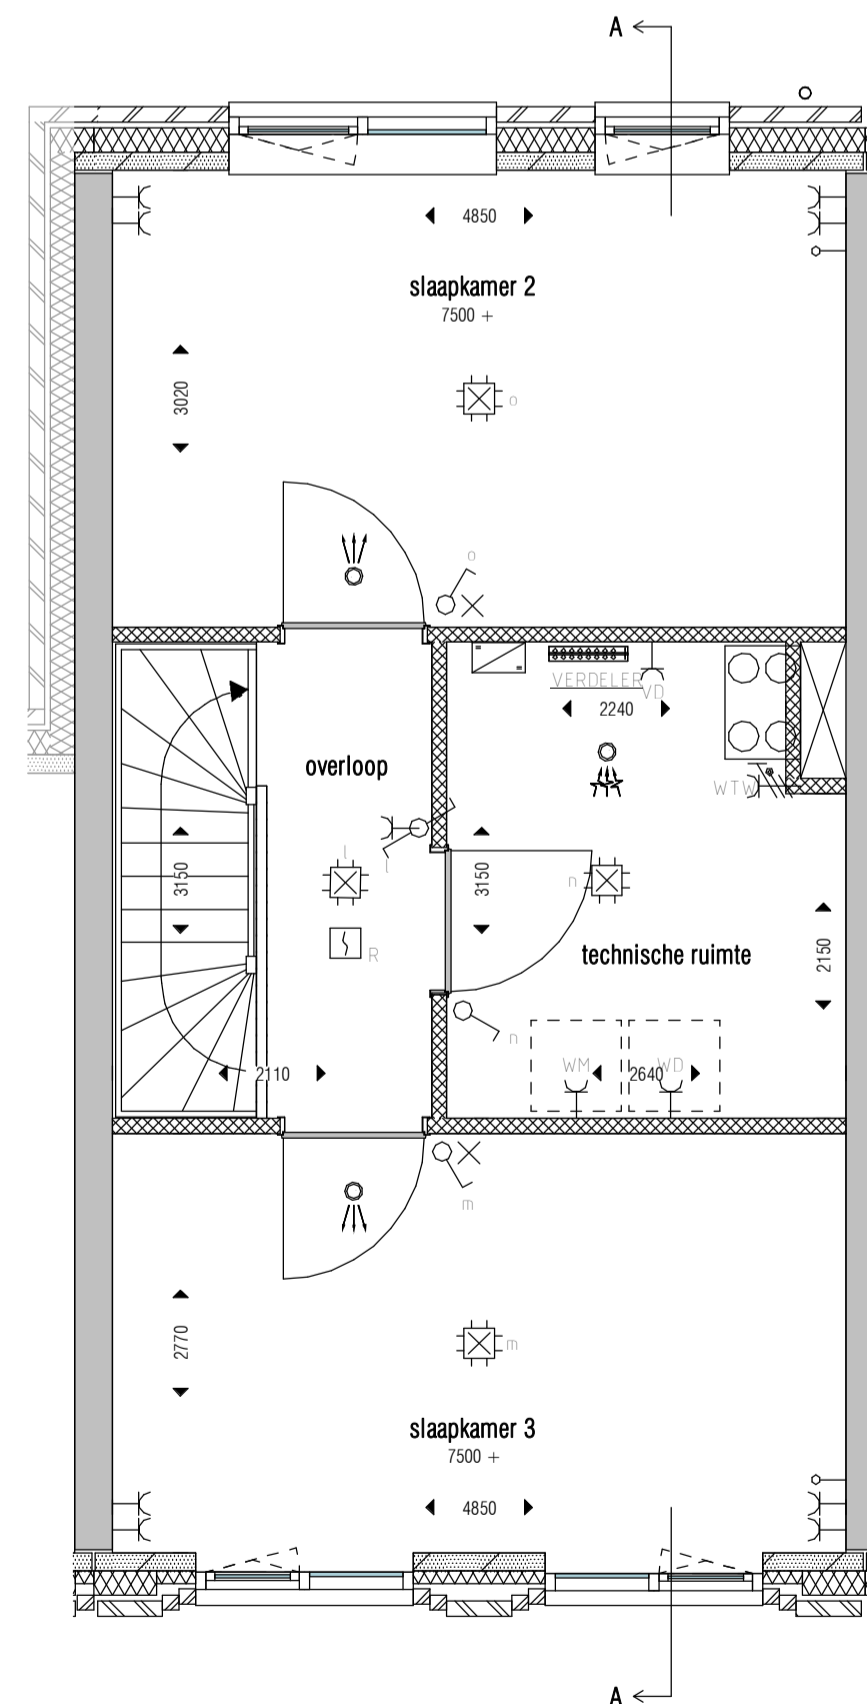 A
4850
slaapkamer 2
7500 +
3020
o
o
VERDELER
VD
2240
overloop
WTW
l
l
3150
3150
n
R
technische ruimte
2150
n
WM
WD
2110
2640
m
2770
m
slaapkamer 3
7500 +
4850
A